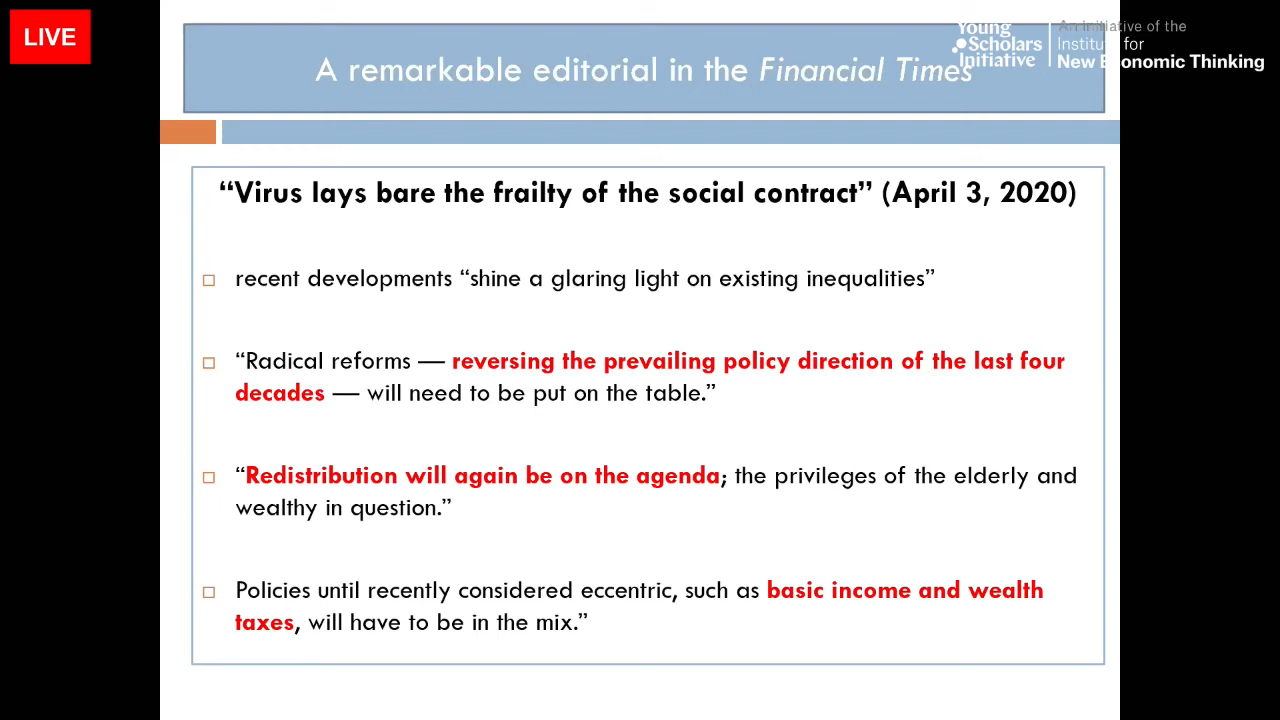 LIVE
Young
Scholars
Initiative
An initiative of the
Institute for
New Economic Thinking
A remarkable editorial in the Financial Times
“Virus lays bare the frailty of the social contract” (April 3, 2020)
recent developments “shine a glaring light on existing inequalities”
“Radical reforms — reversing the prevailing policy direction of the last four
decades — will need to be put on the table.”
“Redistribution will again be on the agenda; the privileges of the elderly and
wealthy in question.”
Policies until recently considered eccentric, such as basic income and wealth
taxes, will have to be in the mix.”